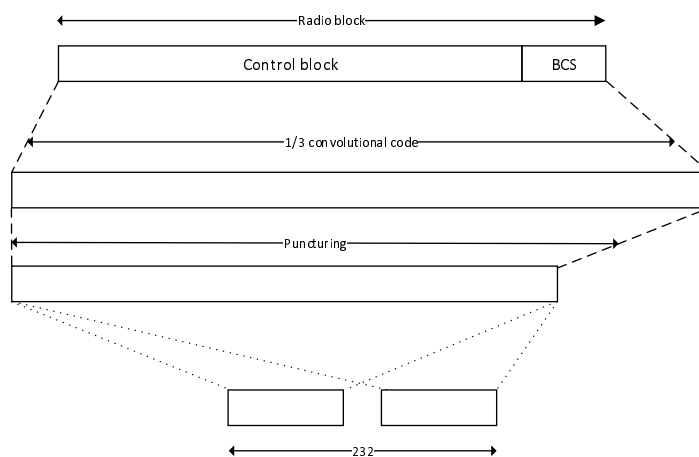 Radio block
Control block
BCS
1/3 convolutional code
Puncturing
232